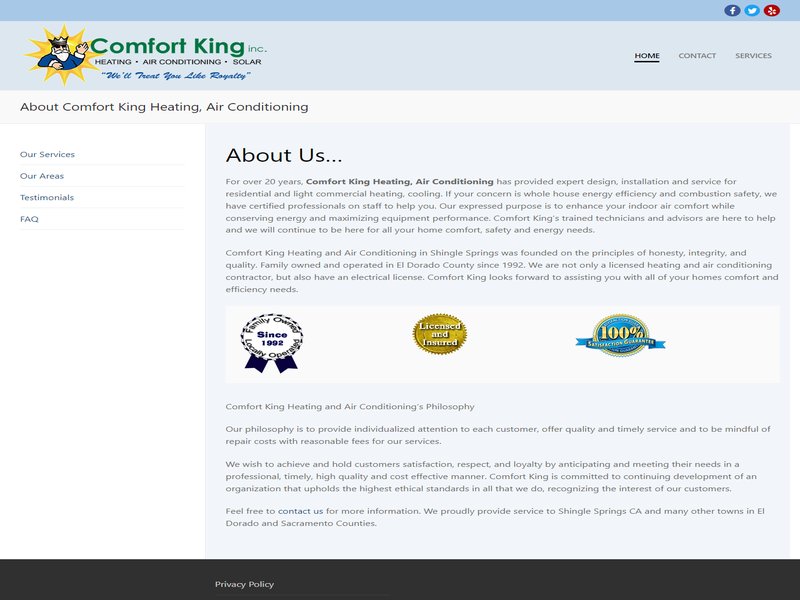 Comfort King inc.
HEATING • AIR CONDITIONING • SOLAR
"We'll Treat You Like Royalty"
HOME
CONTACT
SERVICES
About Comfort King Heating, Air Conditioning
Our Services
Our Areas
Testimonials
FAQ
About Us...
For over 20 years, Comfort King Heating, Air Conditioning has provided expert design, installation and service for
residential and light commercial heating, cooling. If your concern is whole house energy efficiency and combustion safety, we
have certified professionals on staff to help you. Our expressed purpose is to enhance your indoor air comfort while
conserving energy and maximizing equipment performance. Comfort King's trained technicians and advisors are here to help
and we will continue to be here for all your home comfort, safety and energy needs.
Comfort King Heating and Air Conditioning in Shingle Springs was founded on the principles of honesty, integrity, and
quality. Family owned and operated in El Dorado County since 1992. We are not only a licensed heating and air conditioning
contractor, but also have an electrical license. Comfort King looks forward to assisting you with all of your homes comfort and
efficiency needs.
Family Owned
Since
1992
Locally Operated
Licensed
and
Insured
100%
SATISFACTION GUARANTEE
Comfort King Heating and Air Conditioning's Philosophy
Our philosophy is to provide individualized attention to each customer, offer quality and timely service and to be mindful of
repair costs with reasonable fees for our services.
We wish to achieve and hold customers satisfaction, respect, and loyalty by anticipating and meeting their needs in a
professional, timely, high quality and cost effective manner. Comfort King is committed to continuing development of an
organization that upholds the highest ethical standards in all that we do, recognizing the interest of our customers.
Feel free to contact us for more information. We proudly provide service to Shingle Springs CA and many other towns in El
Dorado and Sacramento Counties.
Privacy Policy